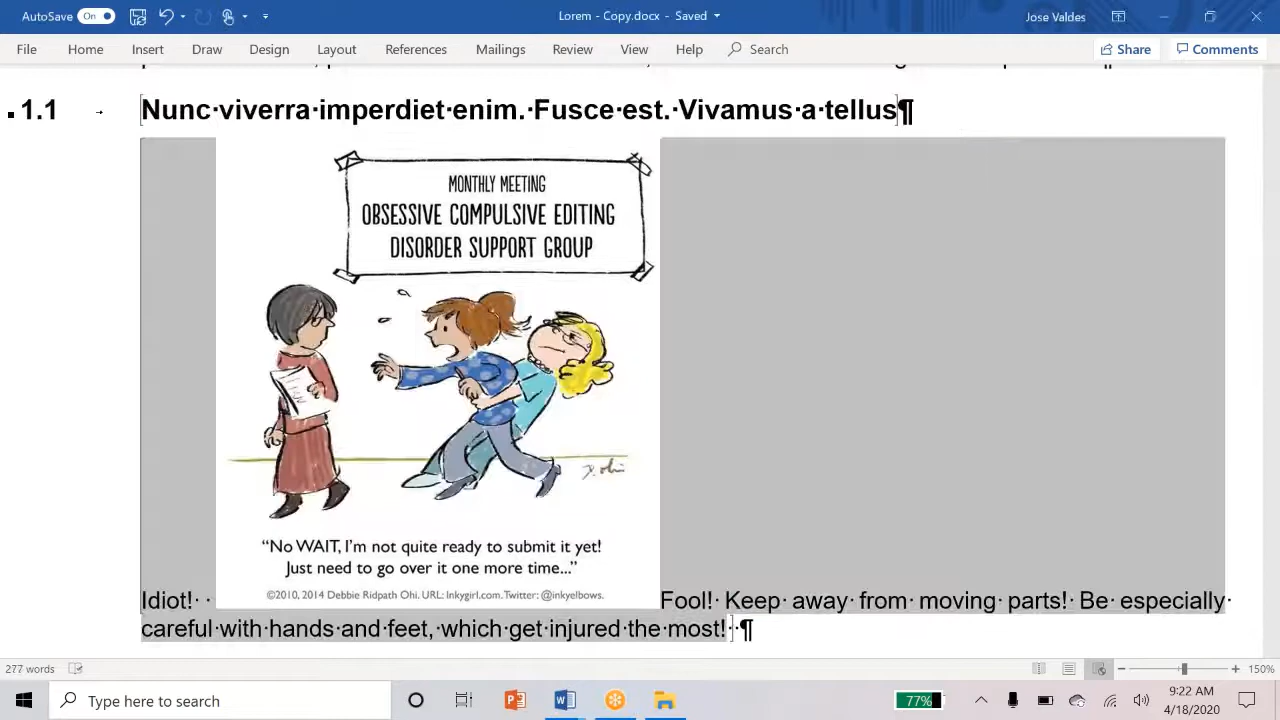 AutoSave On Lorem - Copy.docx - Saved Jose Valdes
File Home Insert Draw Design Layout References Mailings Review View Help Search Share Comments
1.1 Nunc·viverra·imperdiet·enim.·Fusce·est.·Vivamus·a·tellus¶
MONTHLY MEETING
OBSESSIVE COMPULSIVE EDITING
DISORDER SUPPORT GROUP
D. Ohi
“No WAIT, I'm not quite ready to submit it yet!
Just need to go over it one more time...”
©2010, 2014 Debbie Ridpath Ohi. URL: Inkygirl.com. Twitter: @inkyelbows.
Idiot!· · Fool!· Keep· away· from· moving· parts!· Be· especially·
careful·with·hands·and·feet,·which·get·injured·the·most!··¶
277 words 150%
Type here to search 77% 9:22 AM
4/18/2020